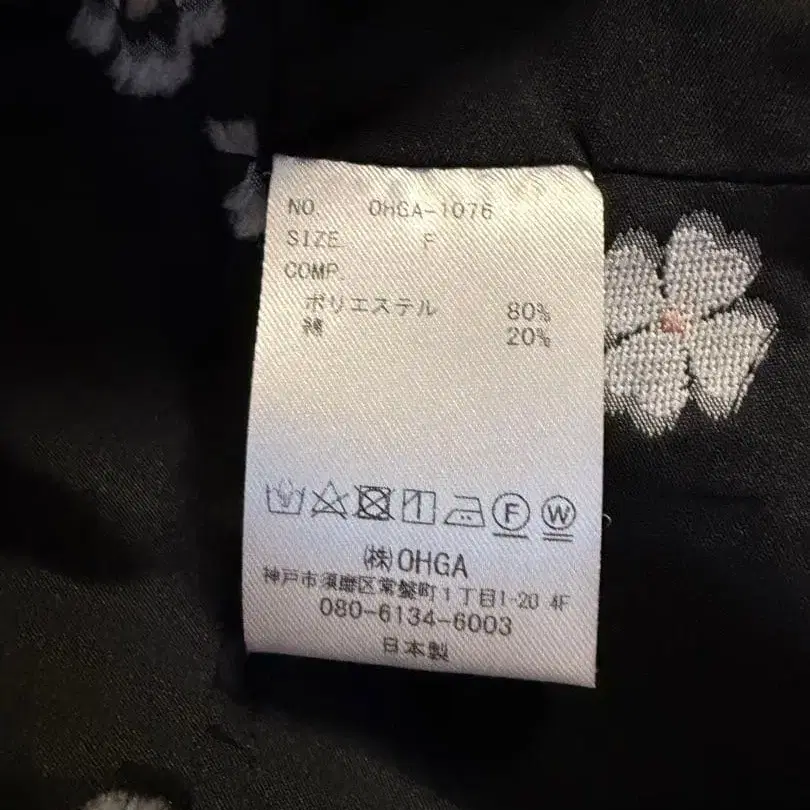 NO. OHGA-1076
SIZE. F
COMP.
ポリエステル 80%
綿 20%
F W
(株)OHGA
神戸市須磨区常盤町1丁目1-20 4F
080-6134-6003
日本製